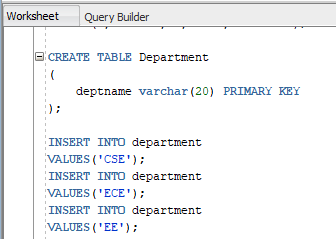 Worksheet Query Builder
CREATE TABLE Department
(
deptname varchar(20) PRIMARY KEY
);
INSERT INTO department
VALUES('CSE');
INSERT INTO department
VALUES('ECE');
INSERT INTO department
VALUES('EE');